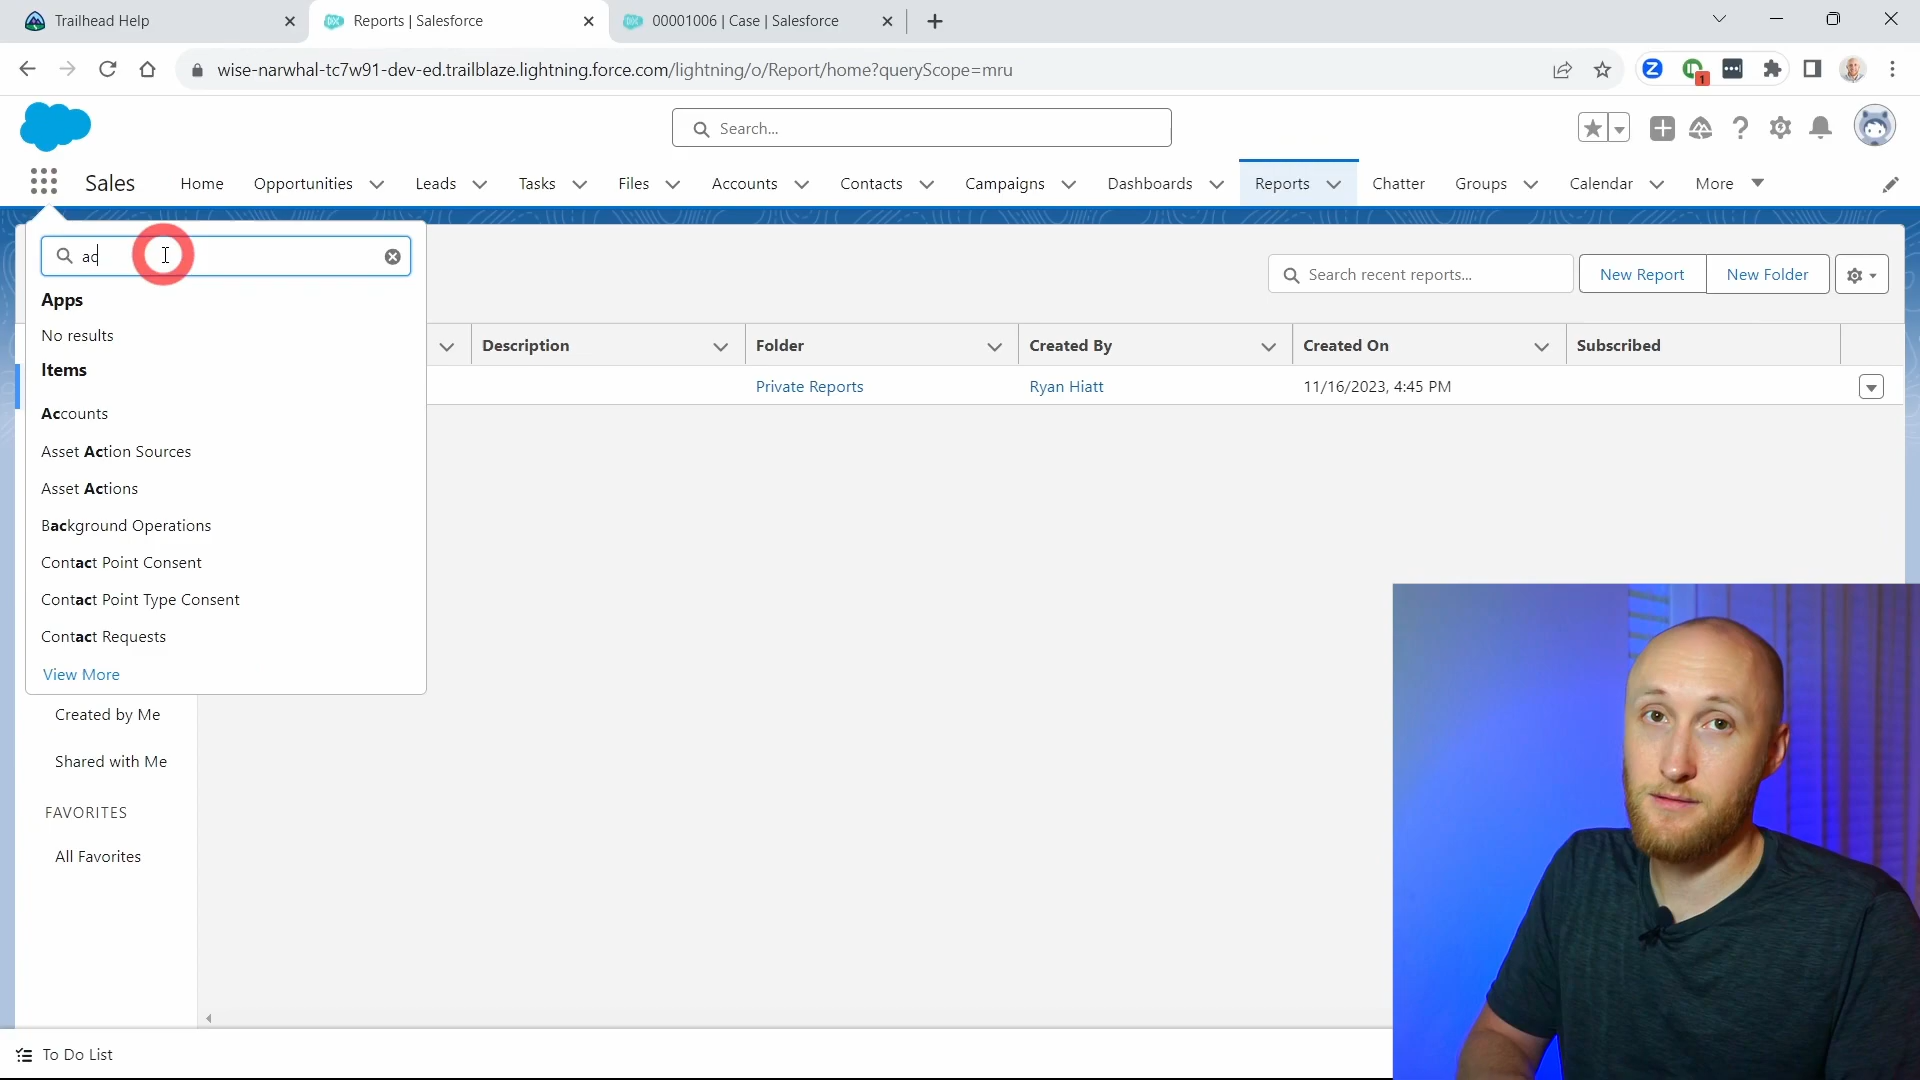 Trailhead Help
Reports | Salesforce
00001006 | Case | Salesforce
wise-narwhal-tc7w91-dev-ed.trailblaze.lightning.force.com/lightning/o/Report/home?queryScope=mru
1
Search...
Sales
Home
Opportunities
Leads
Tasks
Files
Accounts
Contacts
Campaigns
Dashboards
Reports
Chatter
Groups
Calendar
More
ac
Search recent reports...
New Report
New Folder
Apps
No results
Items
Accounts
Asset Action Sources
Asset Actions
Background Operations
Contact Point Consent
Contact Point Type Consent
Contact Requests
View More
Description
Folder
Created By
Created On
Subscribed
Private Reports
Ryan Hiatt
11/16/2023, 4:45 PM
Created by Me
Shared with Me
FAVORITES
All Favorites
To Do List